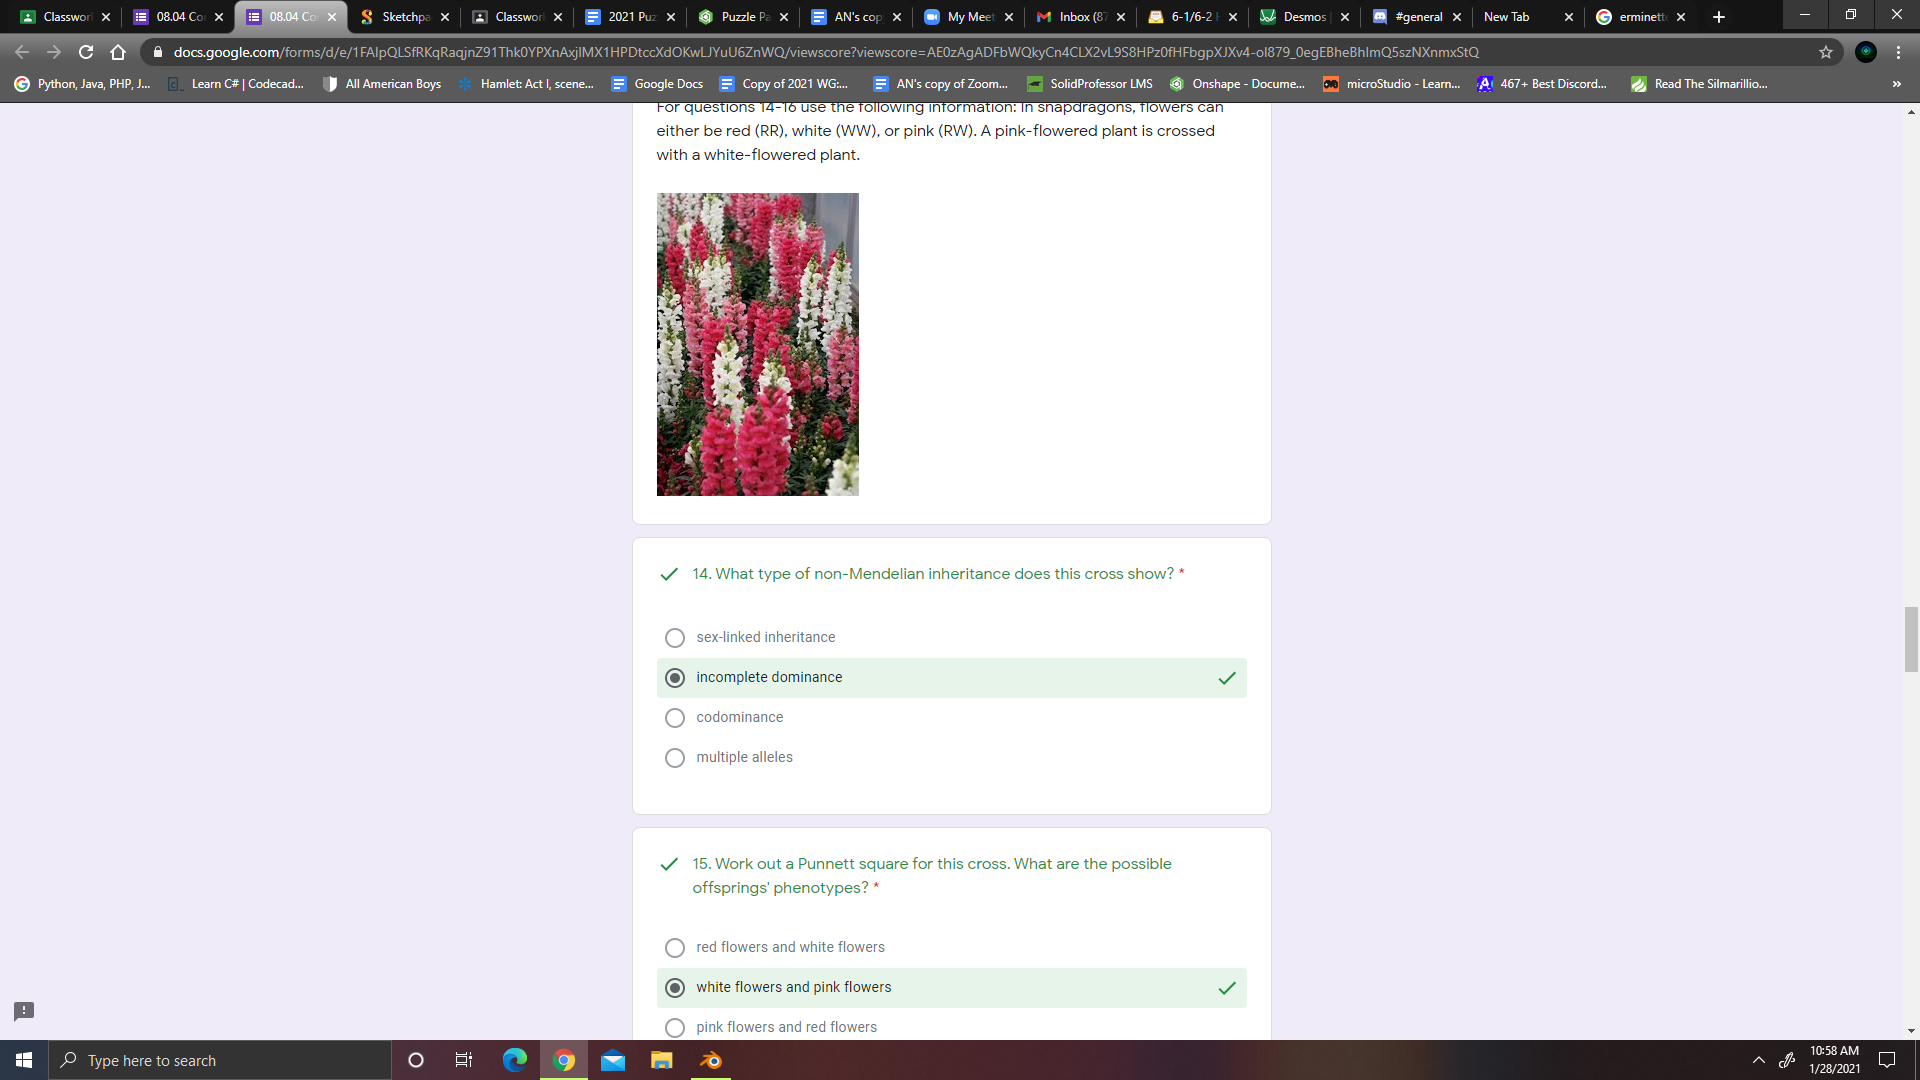 Classwor
08.04 Co
08.04 Co
Sketchpa
Classwor
2021 Puz
Puzzle Pa
AN's cop
My Meet
Inbox (87
6-1/6-2
Desmos
#general
New Tab
erminett
docs.google.com/forms/d/e/1FAIpQLSfRKqRaqjnZ91Thk0YPXnAxjlMX1HPDtccXdOKwLJYuU6ZnWQ/viewscore?viewscore=AE0zAgADFbWQkyCn4CLX2vL9S8HPz0fHFbgpXJXv4-oI879_0egEBheBhImQ5szNXnmxStQ
Python, Java, PHP, J...
Learn C# | Codecad...
All American Boys
Hamlet: Act I, scene...
Google Docs
Copy of 2021 WG:...
AN's copy of Zoom...
SolidProfessor LMS
Onshape - Docume...
microStudio - Learn...
467+ Best Discord...
Read The Silmarillio...
»
For questions 14-16 use the following information: In snapdragons, flowers can
either be red (RR), white (WW), or pink (RW). A pink-flowered plant is crossed
with a white-flowered plant.
14. What type of non-Mendelian inheritance does this cross show? *
sex-linked inheritance
incomplete dominance
codominance
multiple alleles
15. Work out a Punnett square for this cross. What are the possible
offsprings' phenotypes? *
red flowers and white flowers
white flowers and pink flowers
pink flowers and red flowers
Type here to search
10:58 AM
1/28/2021